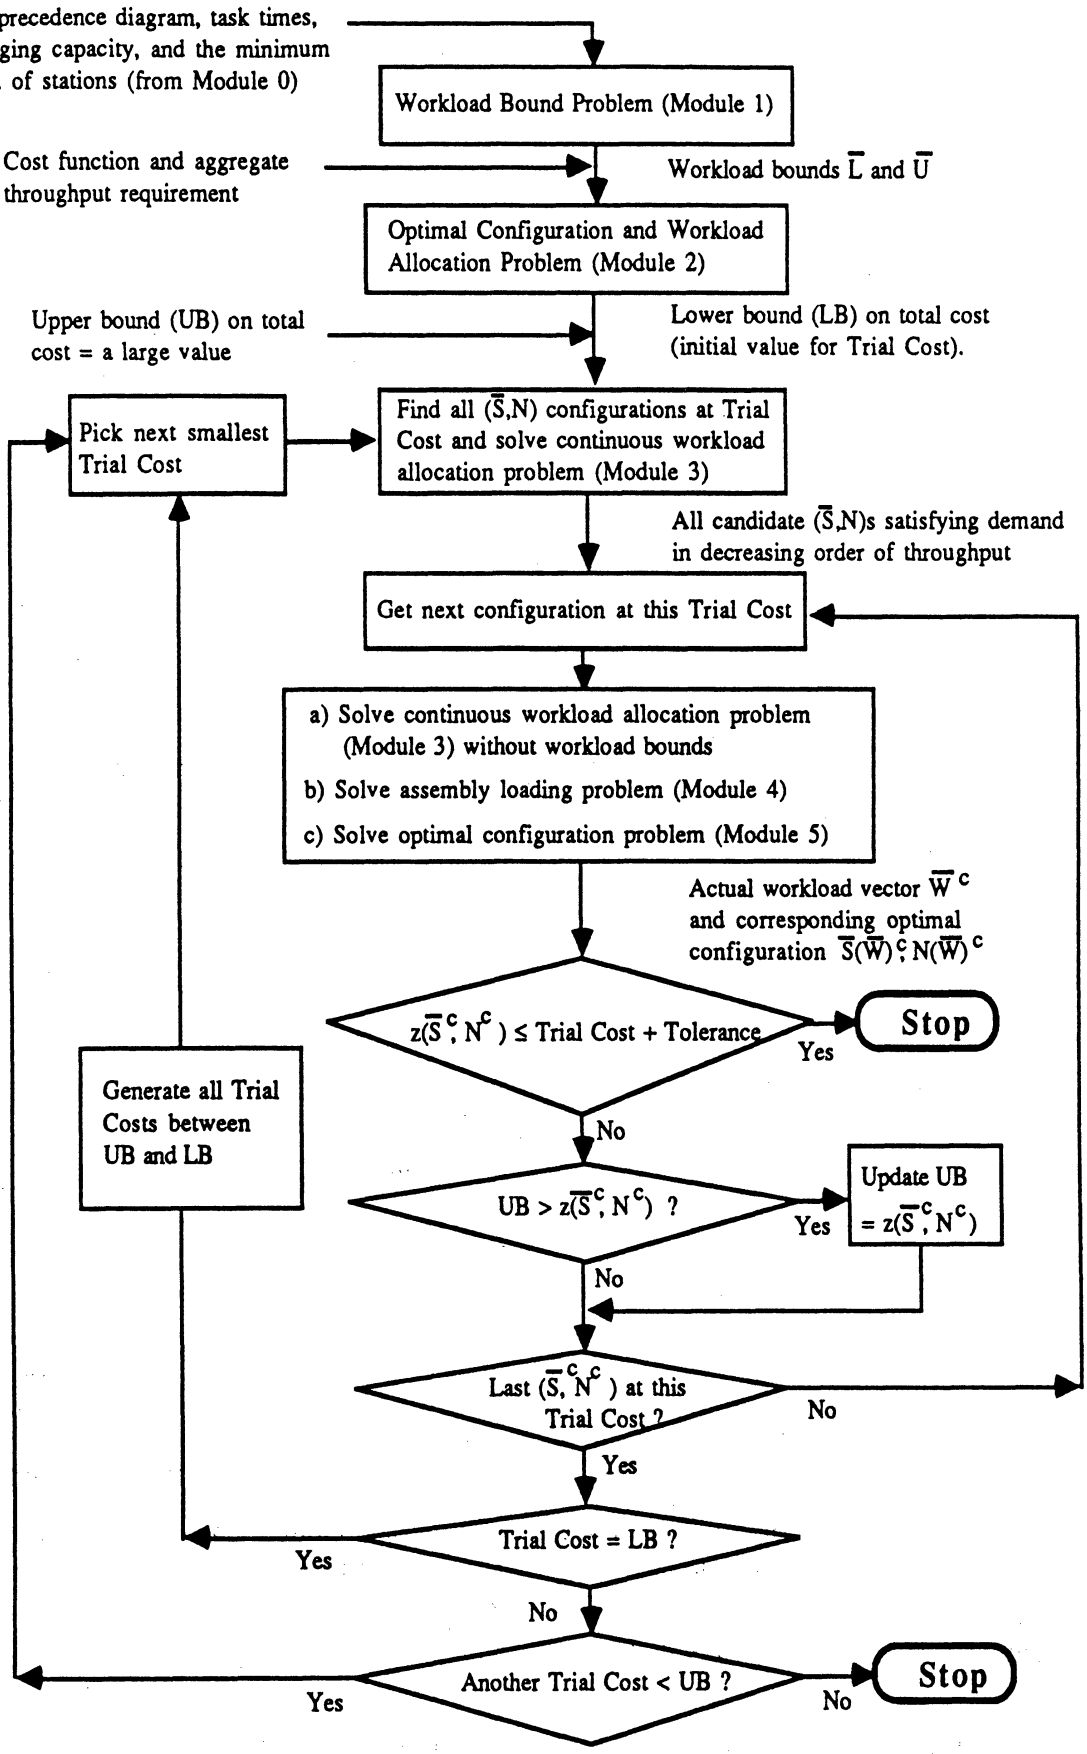 precedence diagram, task times,
ging capacity, and the minimum
. of stations (from Module 0)
Workload Bound Problem (Module 1)
Cost function and aggregate
throughput requirement
Workload bounds L̅ and U̅
Optimal Configuration and Workload
Allocation Problem (Module 2)
Upper bound (UB) on total
cost = a large value
Lower bound (LB) on total cost
(initial value for Trial Cost).
Pick next smallest
Trial Cost
Find all (S̅,N) configurations at Trial
Cost and solve continuous workload
allocation problem (Module 3)
All candidate (S̅,N)s satisfying demand
in decreasing order of throughput
Get next configuration at this Trial Cost
a) Solve continuous workload allocation problem
(Module 3) without workload bounds
b) Solve assembly loading problem (Module 4)
c) Solve optimal configuration problem (Module 5)
Actual workload vector W̅ᶜ
and corresponding optimal
configuration S̅(W̅)ᶜ, N(W̅)ᶜ
z(S̅ᶜ, Nᶜ) ≤ Trial Cost + Tolerance
Yes
Stop
No
Generate all Trial
Costs between
UB and LB
UB > z(S̅ᶜ, Nᶜ) ?
Yes
Update UB
= z(S̅ᶜ, Nᶜ)
No
Last (S̅,ᶜ Nᶜ) at this
Trial Cost ?
No
Yes
Trial Cost = LB ?
Yes
No
Another Trial Cost < UB ?
Yes
No
Stop